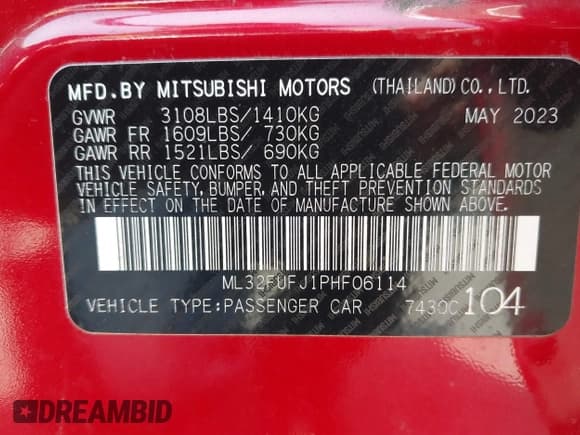 MFD.BY MITSUBISHI MOTORS (THAILAND)CO.,LTD.
GVWR 3108LBS/1410KG MAY 2023
GAWR FR 1609LBS/ 730KG
GAWR RR 1521LBS/ 690KG
THIS VEHICLE CONFORMS TO ALL APPLICABLE FEDERAL MOTOR
VEHICLE SAFETY, BUMPER, AND THEFT PREVENTION STANDARDS
IN EFFECT ON THE DATE OF MANUFACTURE SHOWN ABOVE.
ML32FUFJ1PHF06114
VEHICLE TYPE:PASSENGER CAR 7430C 104
DREAMBID